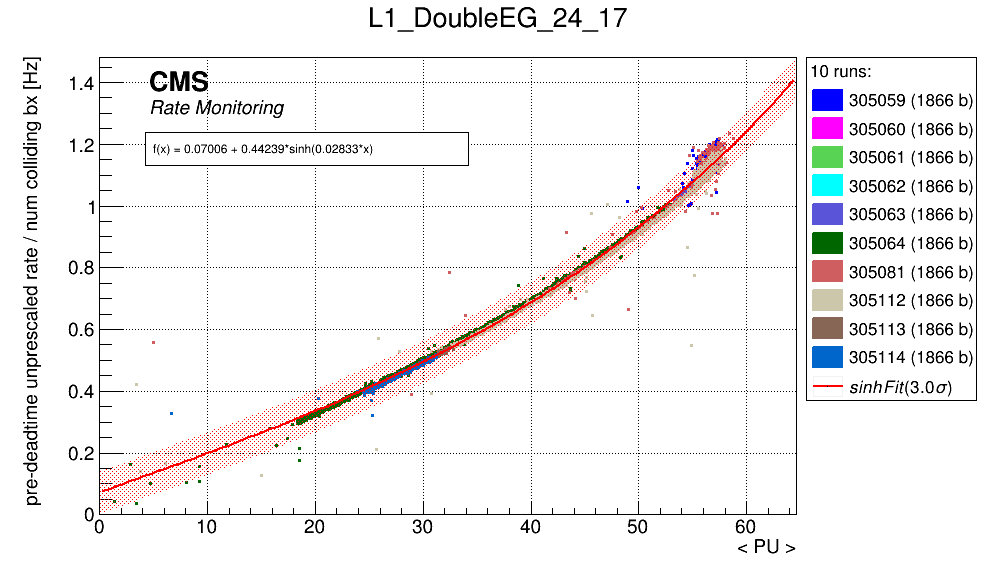 L1_DoubleEG_24_17
pre-deadtime unprescaled rate / num colliding bx [Hz]
CMS
Rate Monitoring
f(x) = 0.07006 + 0.44239*sinh(0.02833*x)
1.4
1.2
1
0.8
0.6
0.4
0.2
0
0 10 20 30 40 50 60
< PU >
10 runs:
305059 (1866 b)
305060 (1866 b)
305061 (1866 b)
305062 (1866 b)
305063 (1866 b)
305064 (1866 b)
305081 (1866 b)
305112 (1866 b)
305113 (1866 b)
305114 (1866 b)
sinhFit(3.0σ)